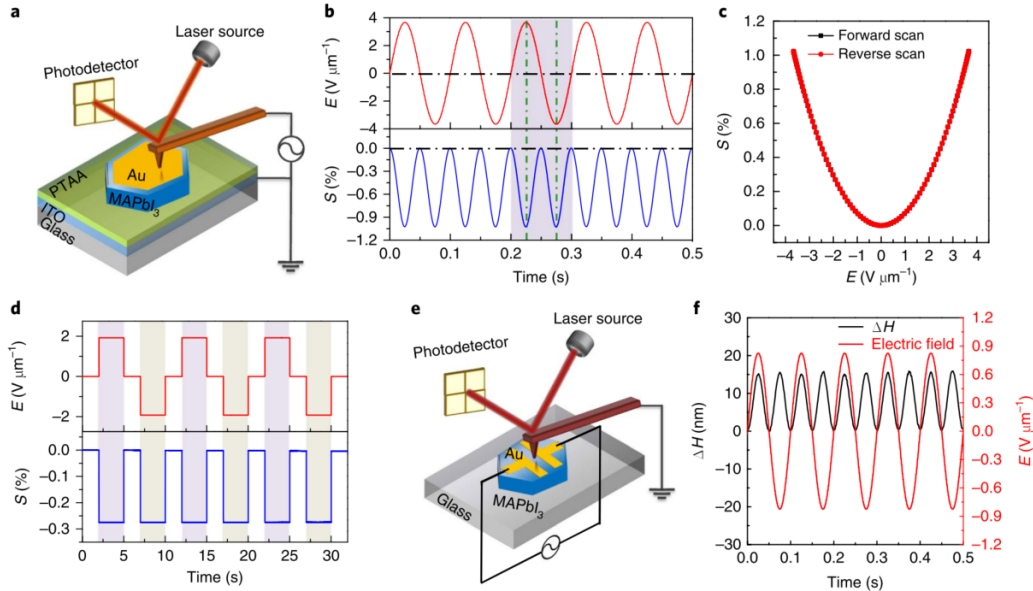 a
Laser source
Photodetector
PTAA
Au
MAPbI₃
ITO
Glass
b
E (V μm⁻¹)
4
2
0
−2
4
0.0
−0.3
−0.6
−0.9
−1.2
S (%)
0.0 0.1 0.2 0.3 0.4 0.5
Time (s)
c
Forward scan
Reverse scan
S (%)
1.2
1.0
0.8
0.6
0.4
0.2
0.0
−4 −3 −2 −1 0 1 2 3 4
E (V μm⁻¹)
d
E (V μm⁻¹)
2
0
−2
S (%)
0.0
−0.1
−0.2
−0.3
0 5 10 15 20 25 30
Time (s)
e
Laser source
Photodetector
Au
MAPbI₃
Glass
f
ΔH
Electric field
ΔH (nm)
30
20
10
0
−10
−20
−30
1.2
0.9
0.6
0.3
0.0
−0.3
−0.6
−0.9
−1.2
E (V μm⁻¹)
0.0 0.1 0.2 0.3 0.4 0.5
Time (s)